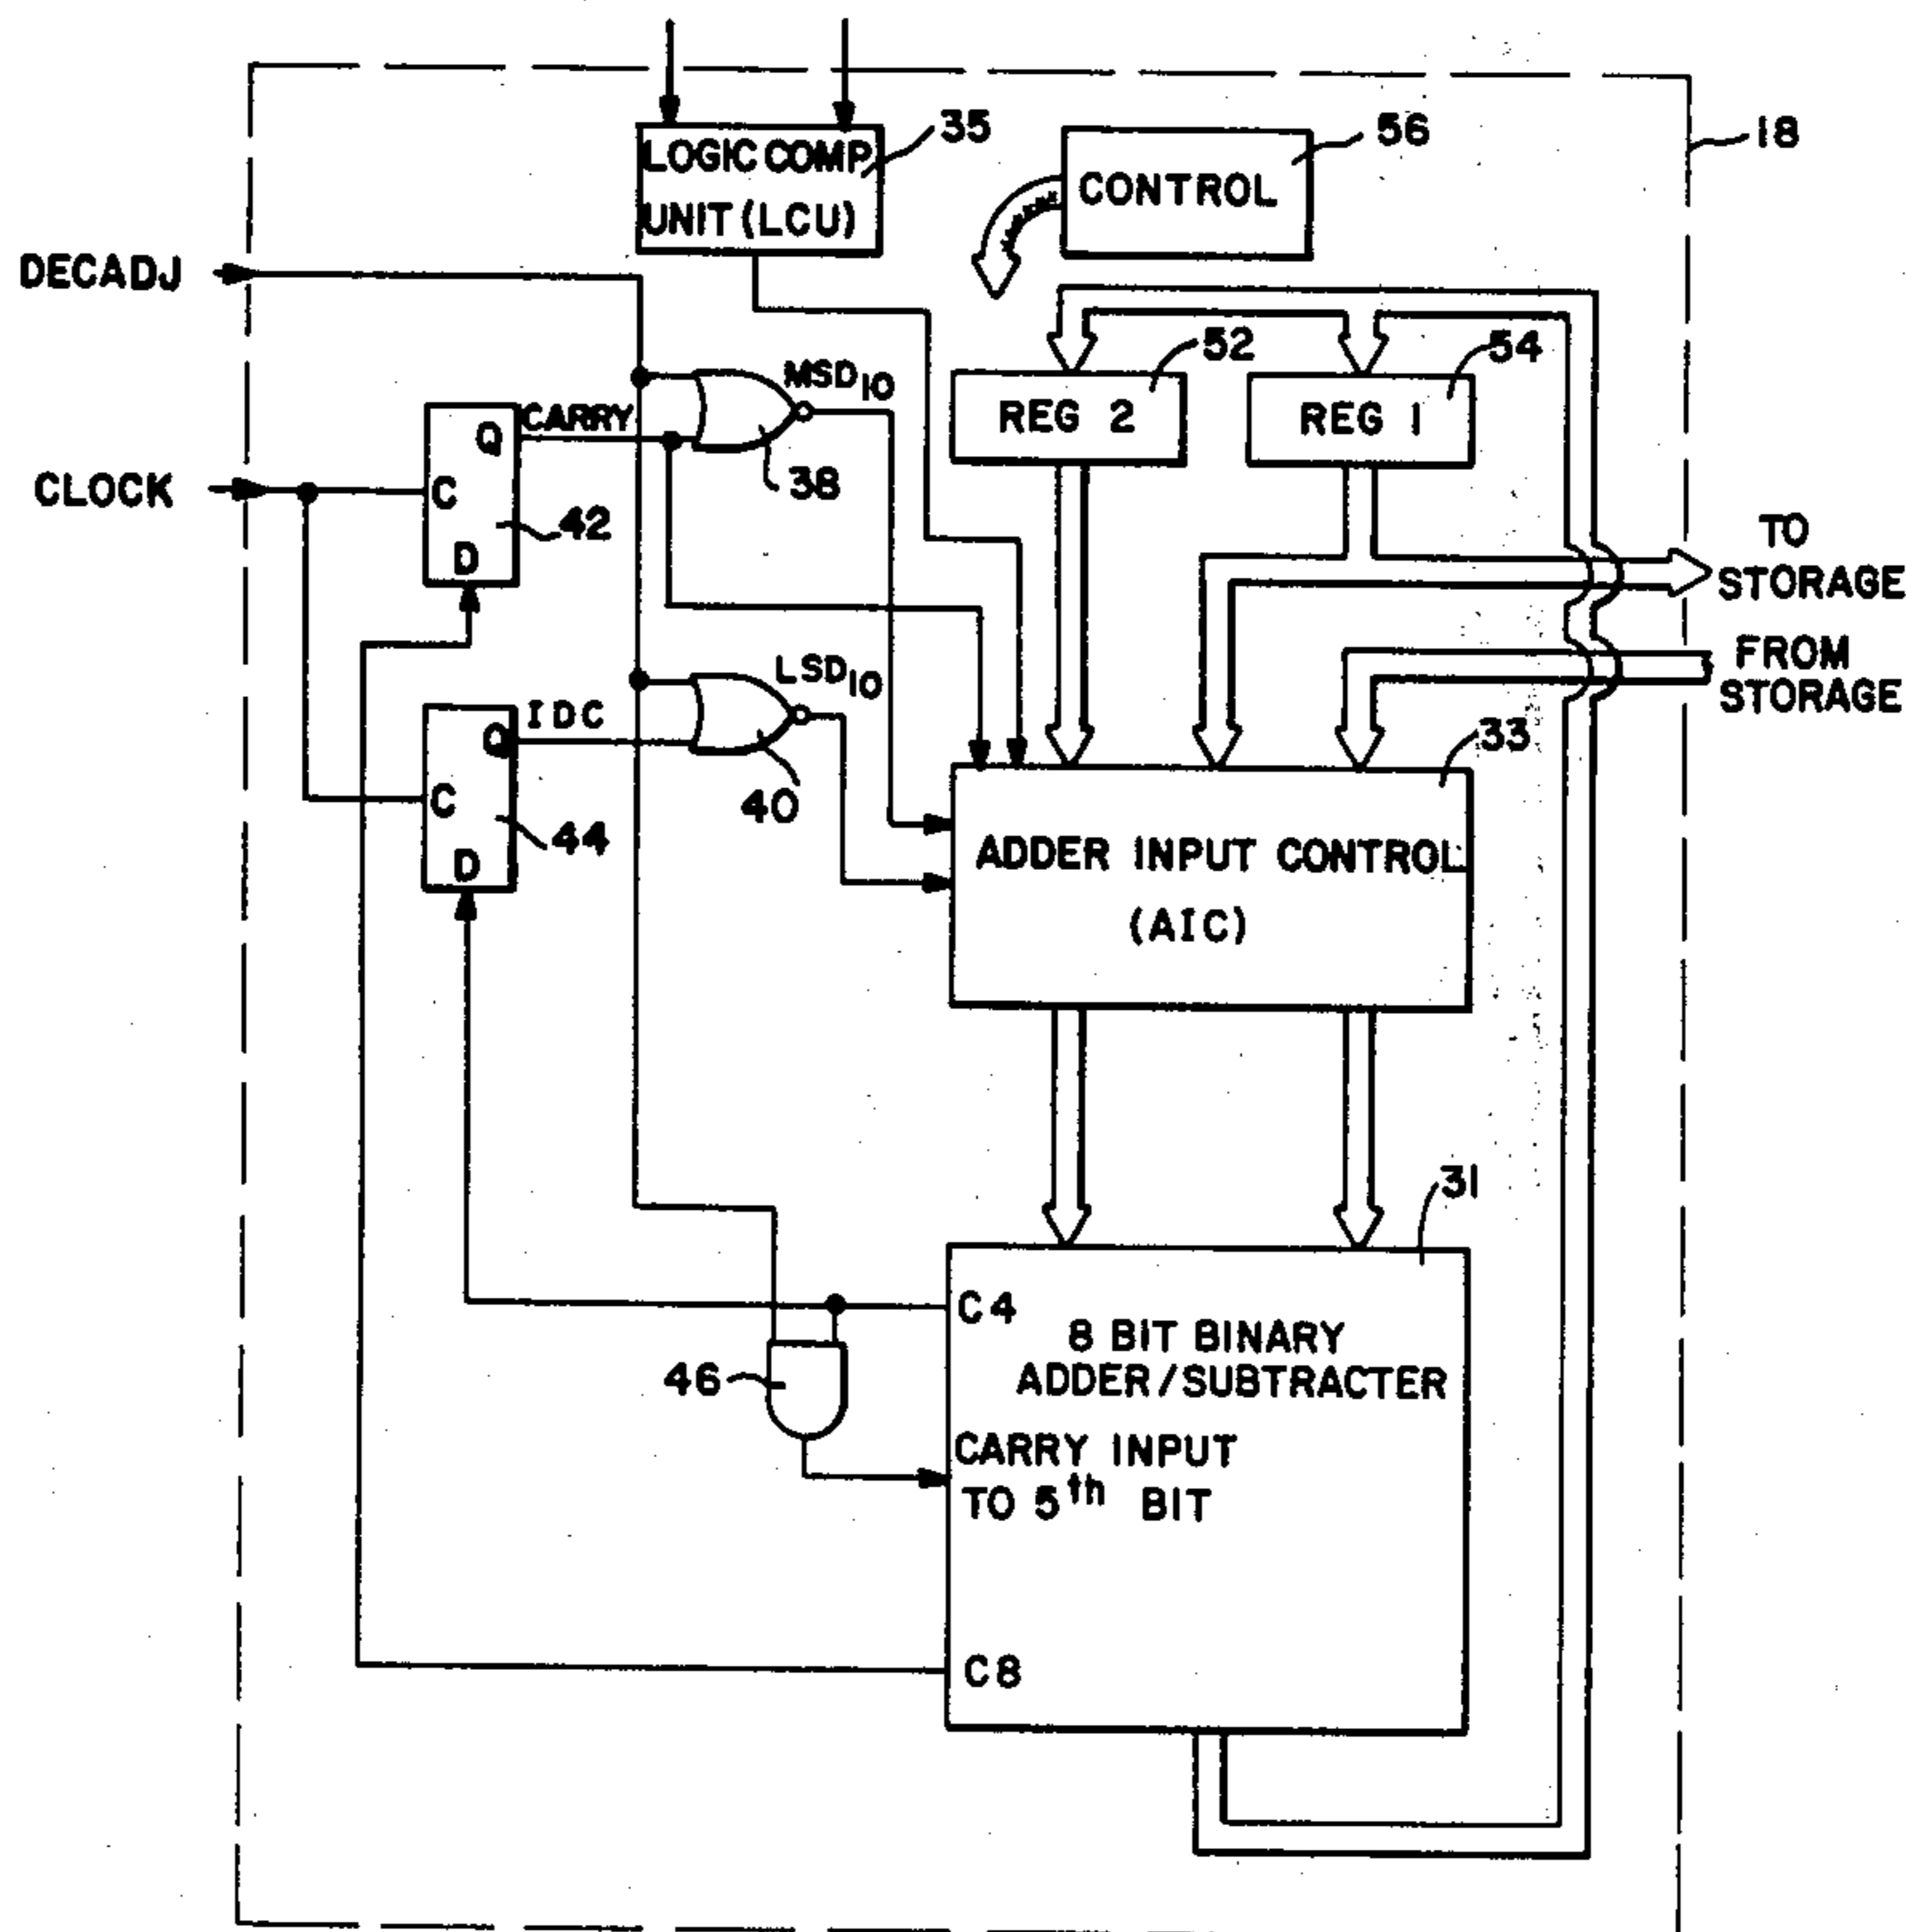 LOGIC COMP
UNIT (LCU)
35
CONTROL
56
18
DECADJ
MSD10
52
54
REG 2
REG 1
Q
CARRY
38
CLOCK
C
42
D
TO
STORAGE
FROM
STORAGE
LSD10
Q
IDC
33
40
C
44
D
ADDER INPUT CONTROL
(AIC)
31
C4
8 BIT BINARY
ADDER/SUBTRACTER
46
CARRY INPUT
TO 5th BIT
C8